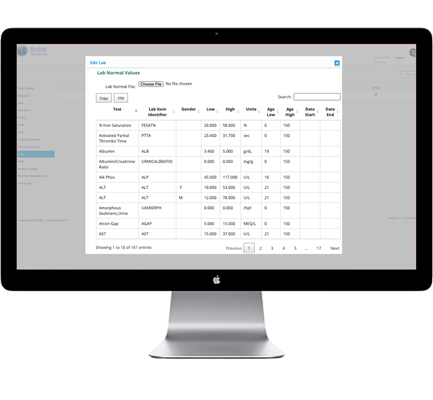 Edit Lab
Lab Normal Values
Lab Normal File: Choose File No file chosen
Copy CSV Search:
Test Lab Item Identifier Gender Low High Units Age Low Age High Date Start Date End
% Iron Saturation FESAT% 20.000 50.000 % 0 150
Activated Partial Thrombo Time PTTA 23.400 31.700 sec 0 150
Albumin ALB 3.400 5.000 g/dL 19 150
Albumin/Creatinine Ratio 0.000 0.000 mg/g 0 150
Alk Phos ALP 45.000 117.000 U/L 16 150
ALT ALT F 10.000 53.000 U/L 21 150
ALT ALT M 12.000 78.000 U/L 21 150
Amorphous Sediment,Urine UAMORPH 0.000 0.000 /hpf 0 150
Anion Gap AGAP 5.000 15.000 MEQ/L 0 150
AST AST 15.000 37.000 U/L 21 150
Showing 1 to 10 of 161 entries Previous 1 2 3 4 5 ... 17 Next